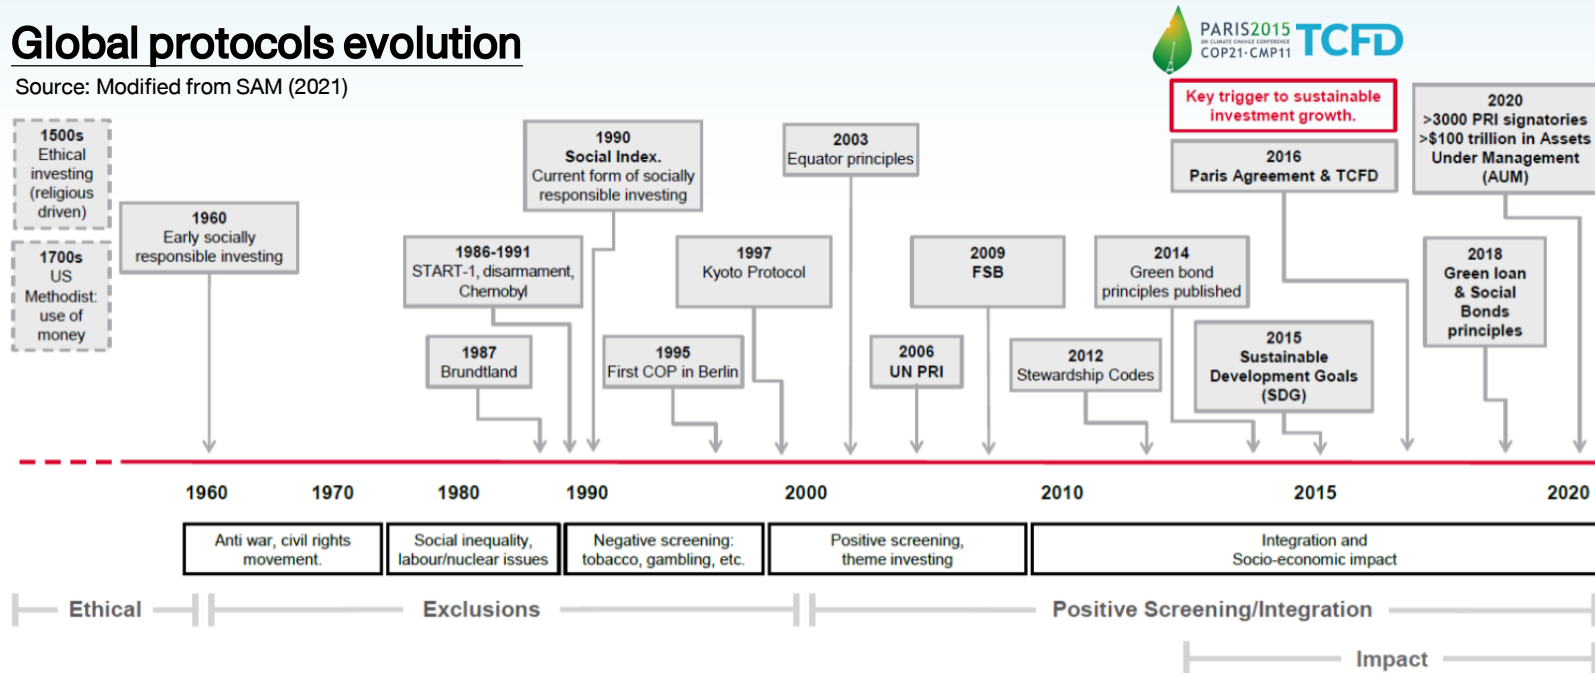 Global protocols evolution
Source: Modified from SAM (2021)
PARIS2015
UN CLIMATE CHANGE CONFERENCE
COP21·CMP11
TCFD
Key trigger to sustainable
investment growth.
1500s
Ethical
investing
(religious
driven)
1700s
US
Methodist:
use of
money
1960
Early socially
responsible investing
1986-1991
START-1, disarmament,
Chernobyl
1987
Brundtland
1990
Social Index.
Current form of socially
responsible investing
1995
First COP in Berlin
1997
Kyoto Protocol
2003
Equator principles
2006
UN PRI
2009
FSB
2012
Stewardship Codes
2014
Green bond
principles published
2015
Sustainable
Development Goals
(SDG)
2016
Paris Agreement & TCFD
2018
Green loan
& Social
Bonds
principles
2020
>3000 PRI signatories
>$100 trillion in Assets
Under Management
(AUM)
1960 1970 1980 1990 2000 2010 2015 2020
Anti war, civil rights
movement.
Social inequality,
labour/nuclear issues
Negative screening:
tobacco, gambling, etc.
Positive screening,
theme investing
Integration and
Socio-economic impact
Ethical
Exclusions
Positive Screening/Integration
Impact